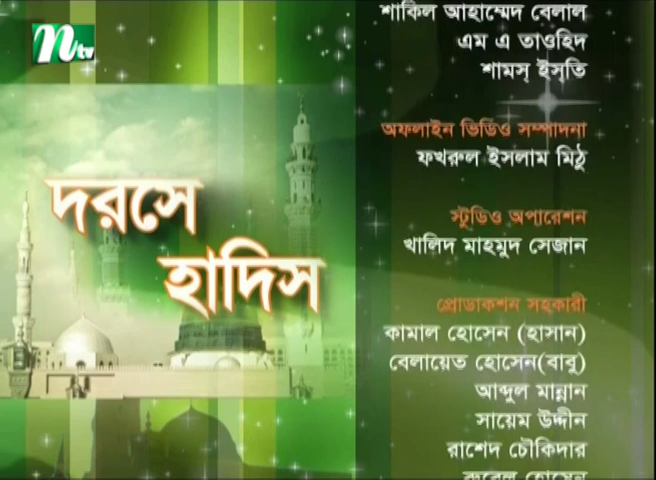 ntv
দরসে
হাদিস
শাকিল আহাম্মেদ বেলাল
এম এ তাওহিদ
শামস্ ইস্‌তি
অফলাইন ভিডিও সম্পাদনা
ফখরুল ইসলাম মিঠু
স্টুডিও অপারেশন
খালিদ মাহমুদ সেজান
প্রোডাকশন সহকারী
কামাল হোসেন (হাসান)
বেলায়েত হোসেন(বাবু)
আব্দুল মান্নান
সায়েম উদ্দীন
রাশেদ চৌকিদার
রুবেল হোসেন